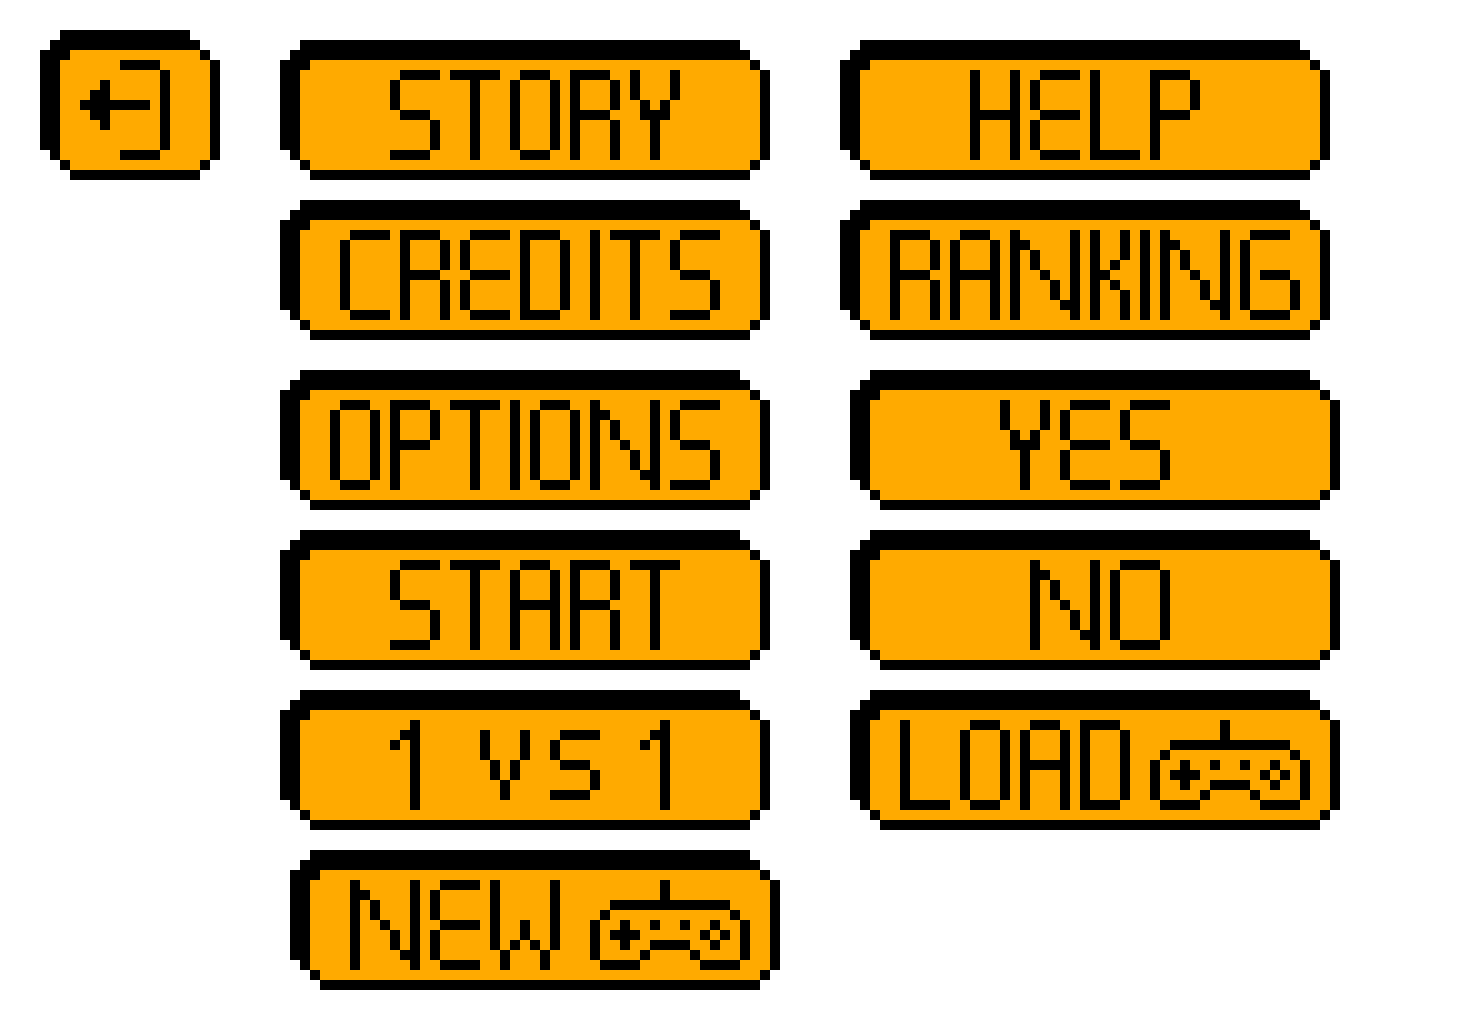 STORY
HELP
CREDITS
RANKING
OPTIONS
YES
START
NO
1 vs 1
LOAD
NEW